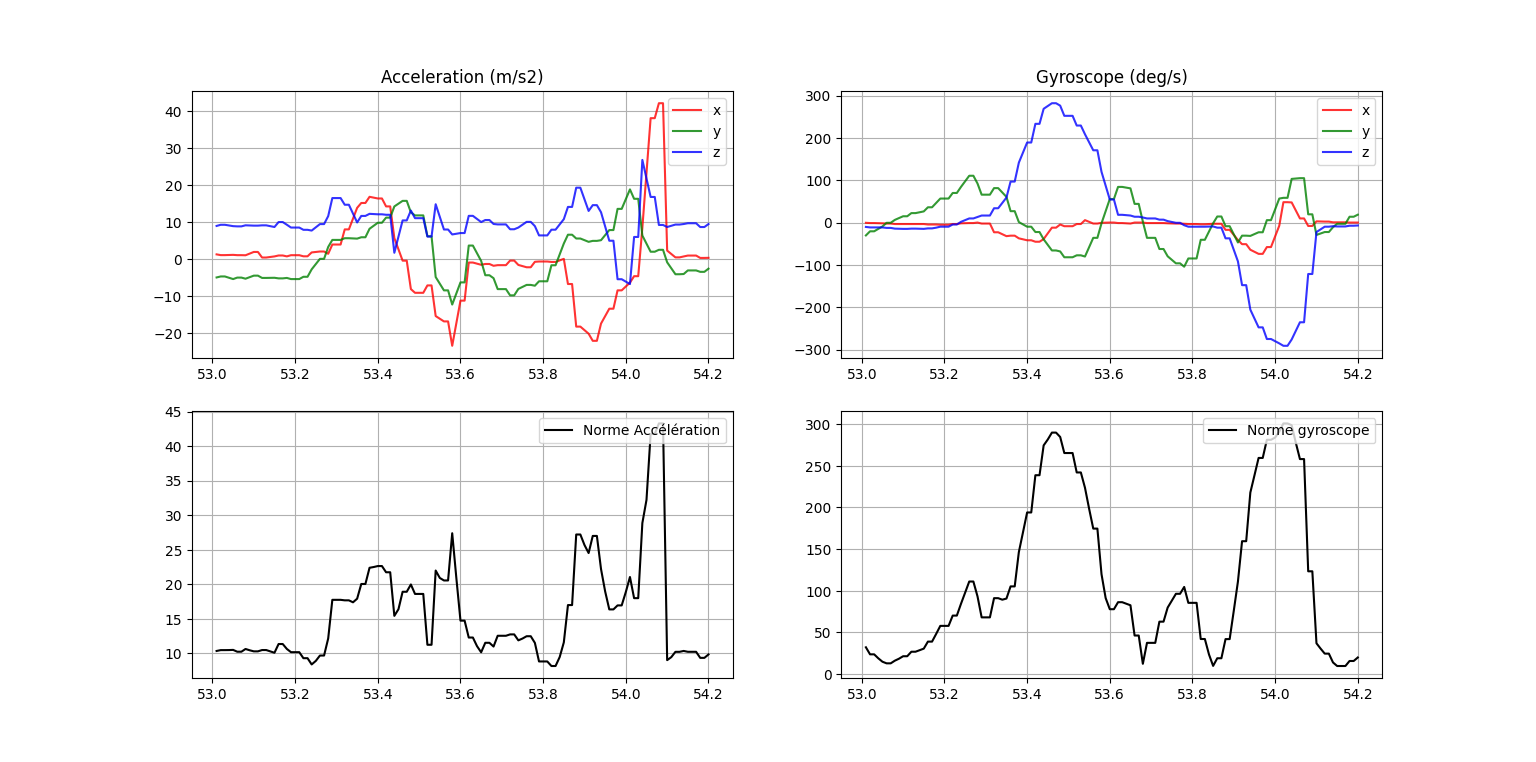 Acceleration (m/s2)
x
y
z
40
30
20
10
0
−10
−20
53.0 53.2 53.4 53.6 53.8 54.0 54.2
Gyroscope (deg/s)
x
y
z
300
200
100
0
−100
−200
−300
53.0 53.2 53.4 53.6 53.8 54.0 54.2
Norme Accélération
45
40
35
30
25
20
15
10
53.0 53.2 53.4 53.6 53.8 54.0 54.2
Norme gyroscope
300
250
200
150
100
50
0
53.0 53.2 53.4 53.6 53.8 54.0 54.2